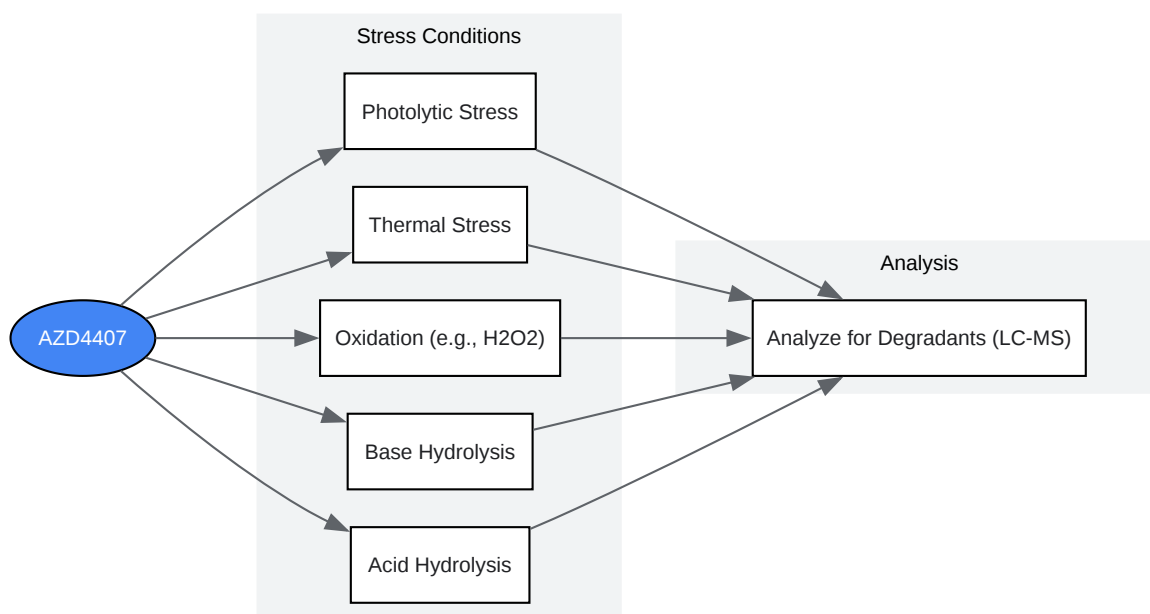 Stress Conditions
Photolytic Stress
Thermal Stress
Analysis
AZD4407
Oxidation (e.g., H2O2)
Analyze for Degradants (LC-MS)
Base Hydrolysis
Acid Hydrolysis